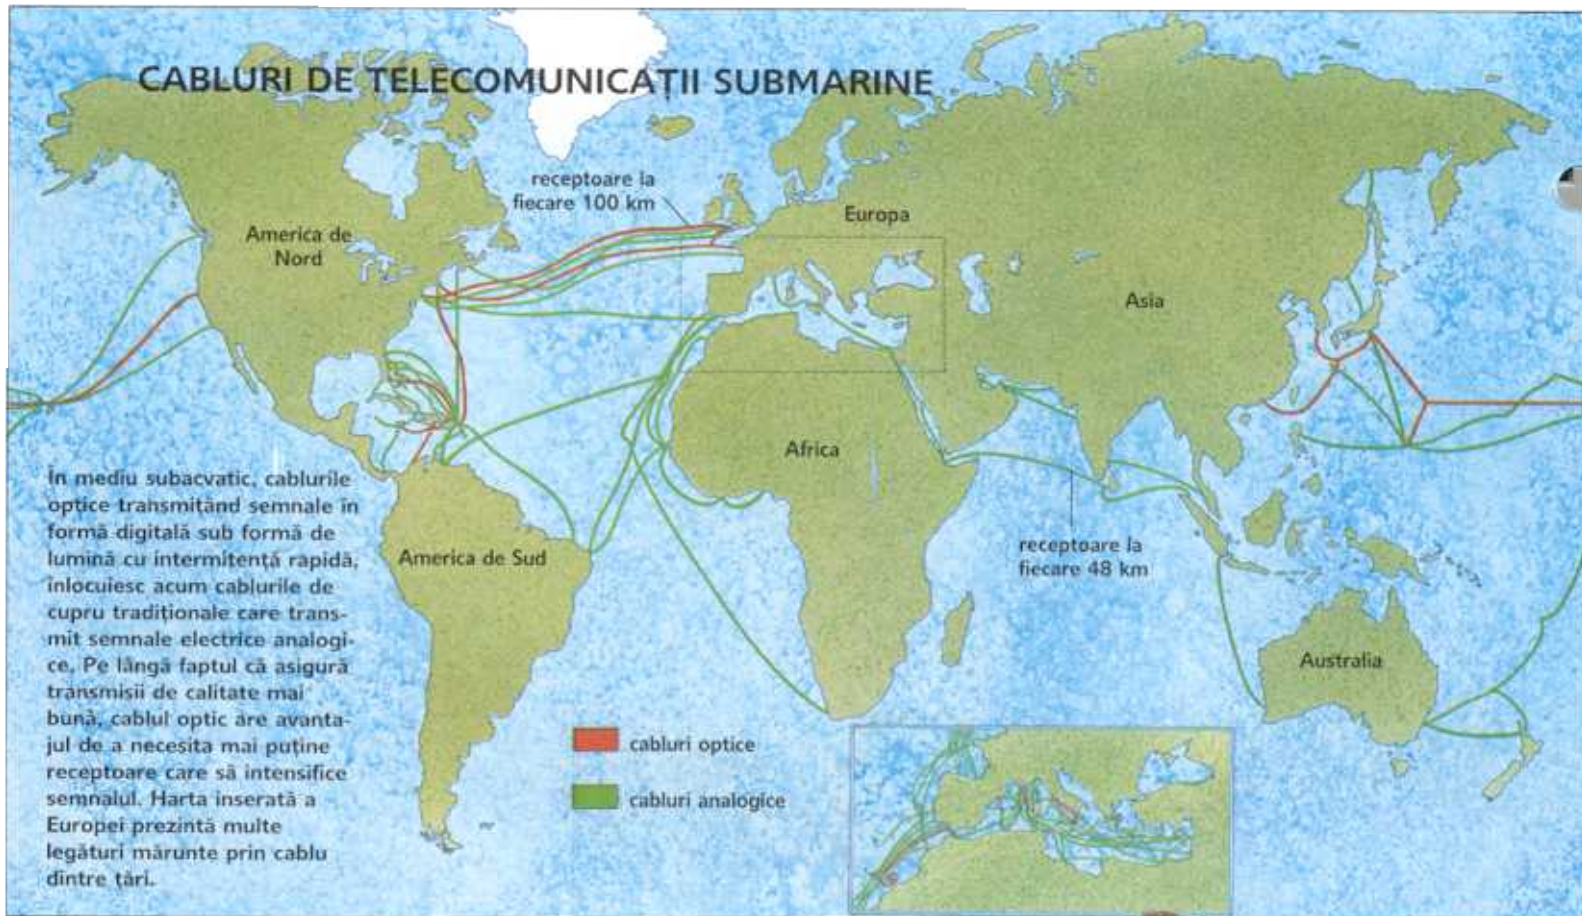 CABLURI DE TELECOMUNICAȚII SUBMARINE
receptoare la
fiecare 100 km
America de
Nord
Europa
Asia
Africa
America de Sud
receptoare la
fiecare 48 km
Australia
În mediu subacvatic, cablurile
optice transmițând semnale în
formă digitală sub formă de
lumină cu intermitență rapidă,
înlocuiesc acum cablurile de
cupru tradiționale care trans-
mit semnale electrice analogi-
ce. Pe lângă faptul că asigură
transmisii de calitate mai
bună, cablul optic are avanta-
jul de a necesita mai puține
receptoare care să intensifice
semnalul. Harta inserată a
Europei prezintă multe
legături mărunte prin cablu
dintre țări.
cabluri optice
cabluri analogice